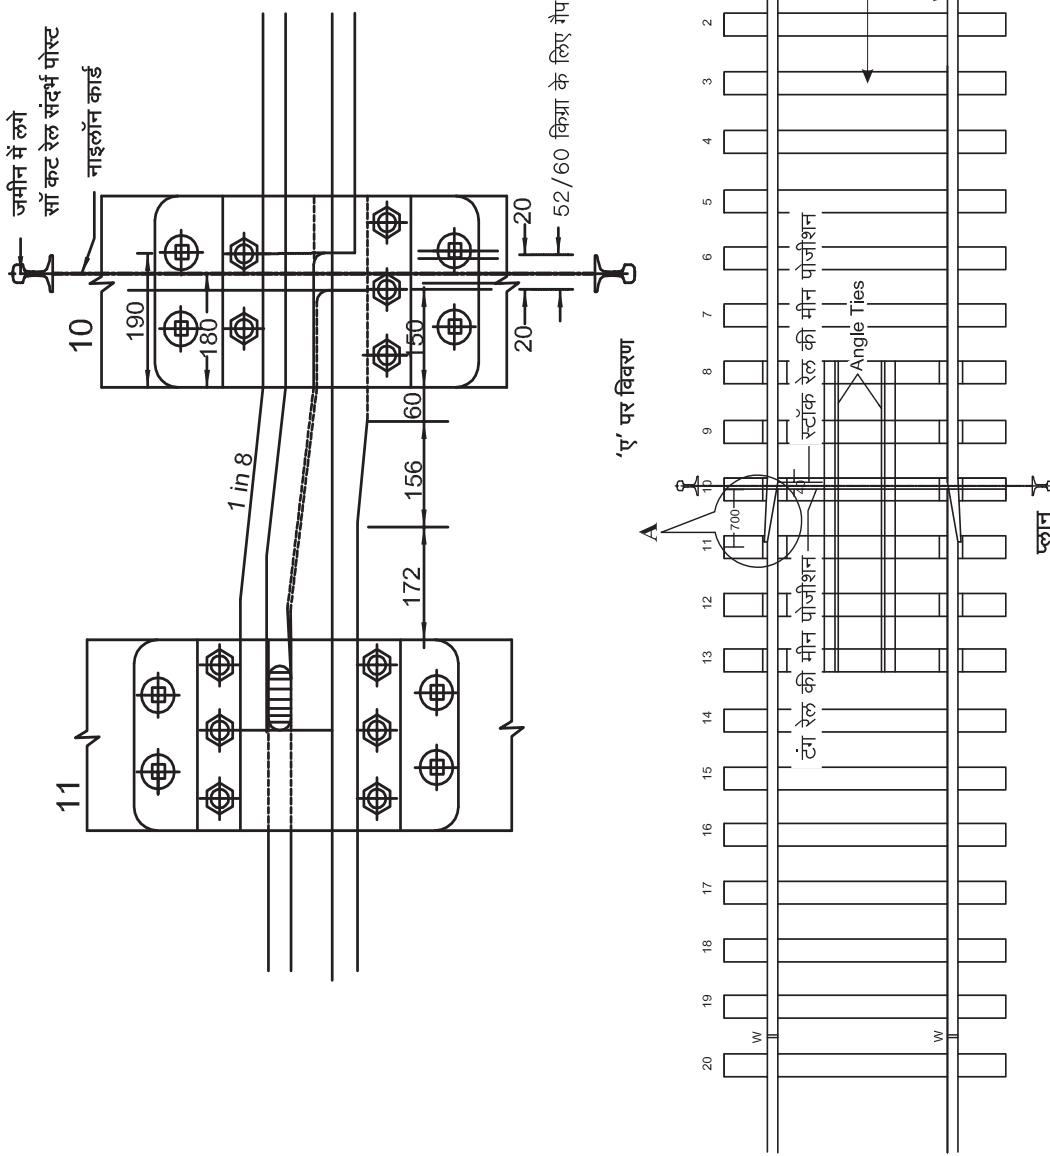 जमीन में लगे
सॉ कट रेल संदर्भ पोस्ट
नाइलॉन कार्ड
10
190
180
1 in 8
150
60
156
172
20
20
52/60 किग्रा के लिए गैप
11
'ए' पर विवरण
2
3
4
5
6
7
8
9
10
11
12
13
14
15
16
17
18
19
20
A
700
40
स्टॉक रेल की मीन पोजीशन
टंग रेल की मीन पोजीशन
Angle Ties
W
W
प्लान